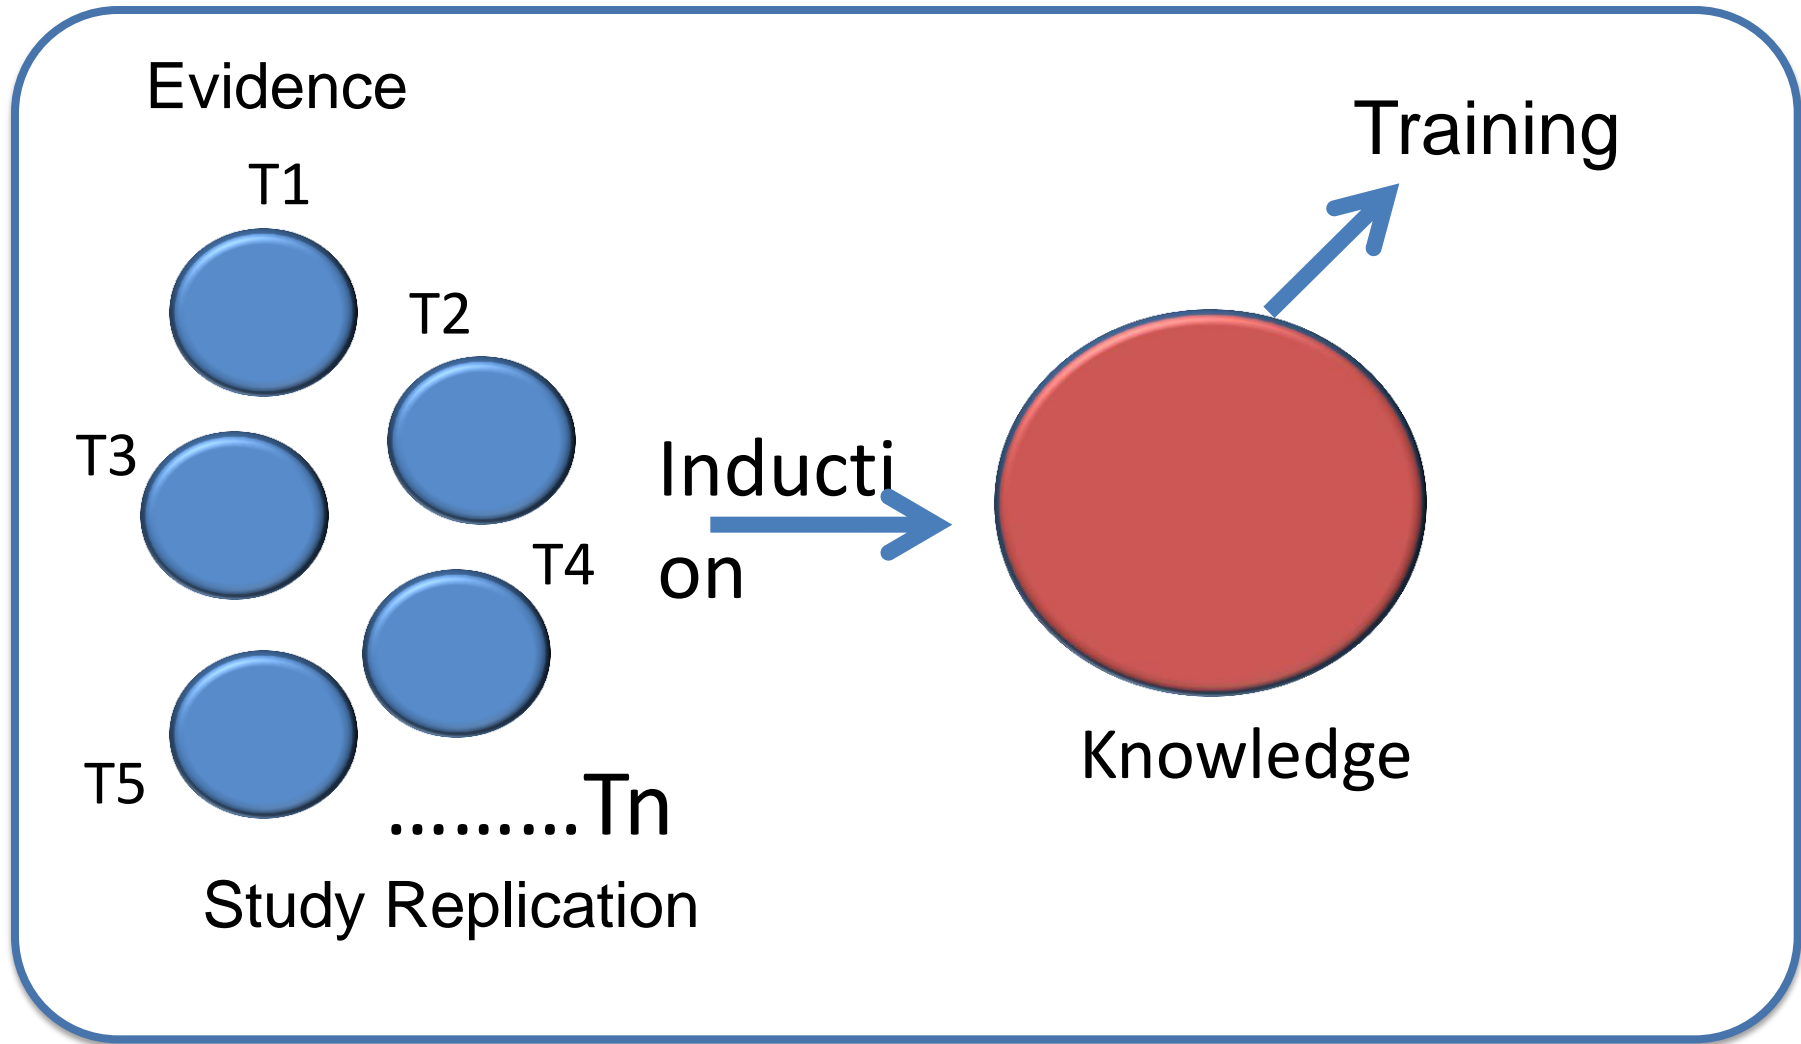 Evidence
Training
T1
T2
T3
Inducti
on
T4
Knowledge
T5
.........Tn
Study Replication